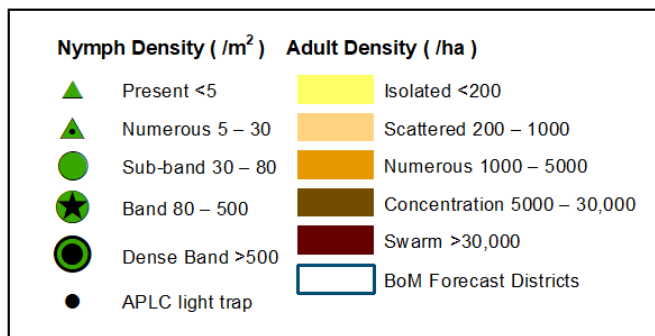 Nymph Density ( /m² )
Adult Density ( /ha )
Present <5
Isolated <200
Numerous 5 – 30
Scattered 200 – 1000
Sub-band 30 – 80
Numerous 1000 – 5000
Band 80 – 500
Concentration 5000 – 30,000
Dense Band >500
Swarm >30,000
APLC light trap
BoM Forecast Districts